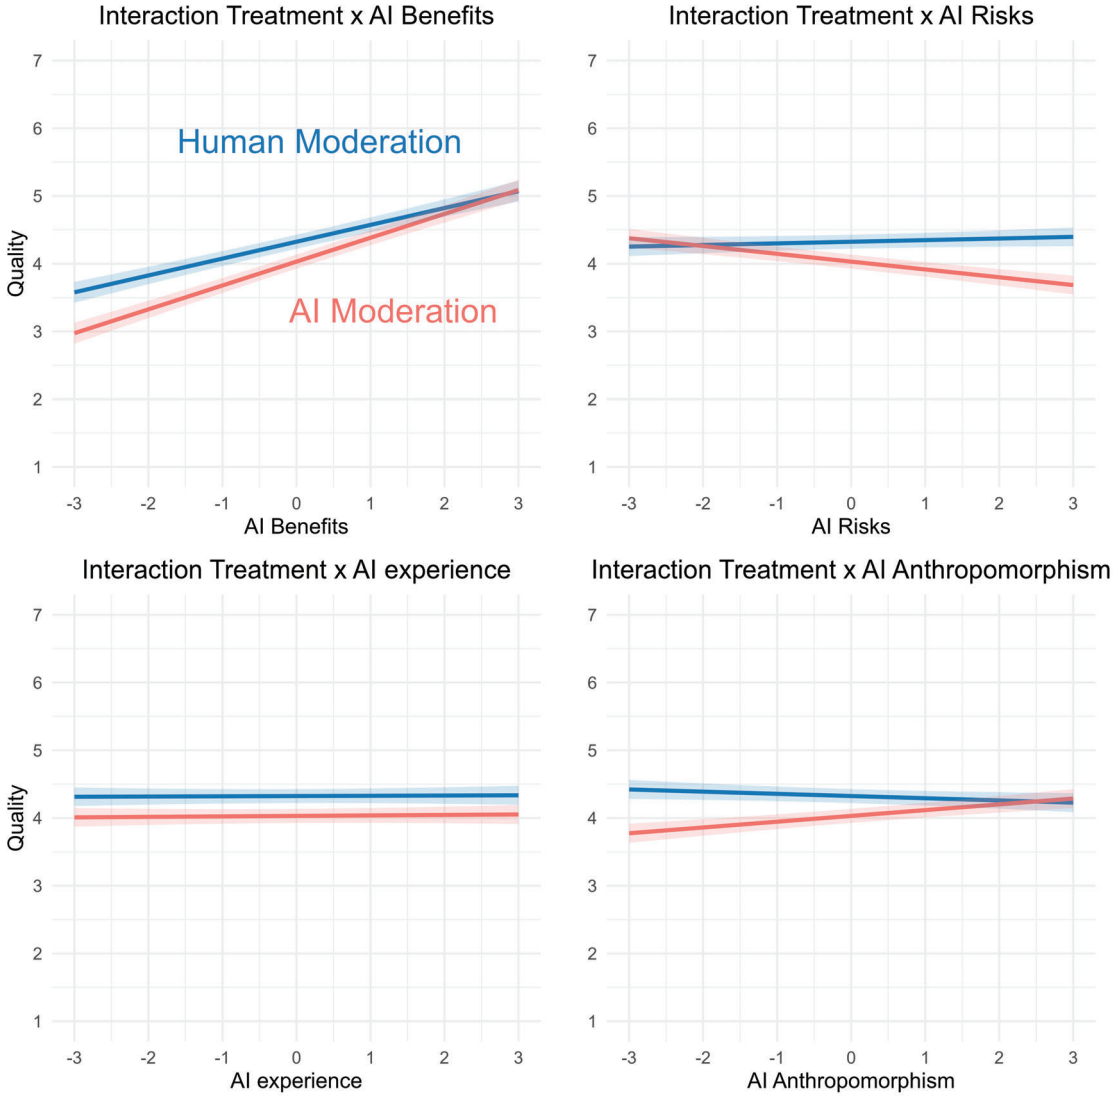 Interaction Treatment x AI Benefits
7
6
5
4
3
2
1
Quality
Human Moderation
AI Moderation
-3 -2 -1 0 1 2 3
AI Benefits
Interaction Treatment x AI Risks
7
6
5
4
3
2
1
-3 -2 -1 0 1 2 3
AI Risks
Interaction Treatment x AI experience
7
6
5
4
3
2
1
Quality
-3 -2 -1 0 1 2 3
AI experience
Interaction Treatment x AI Anthropomorphism
7
6
5
4
3
2
1
-3 -2 -1 0 1 2 3
AI Anthropomorphism